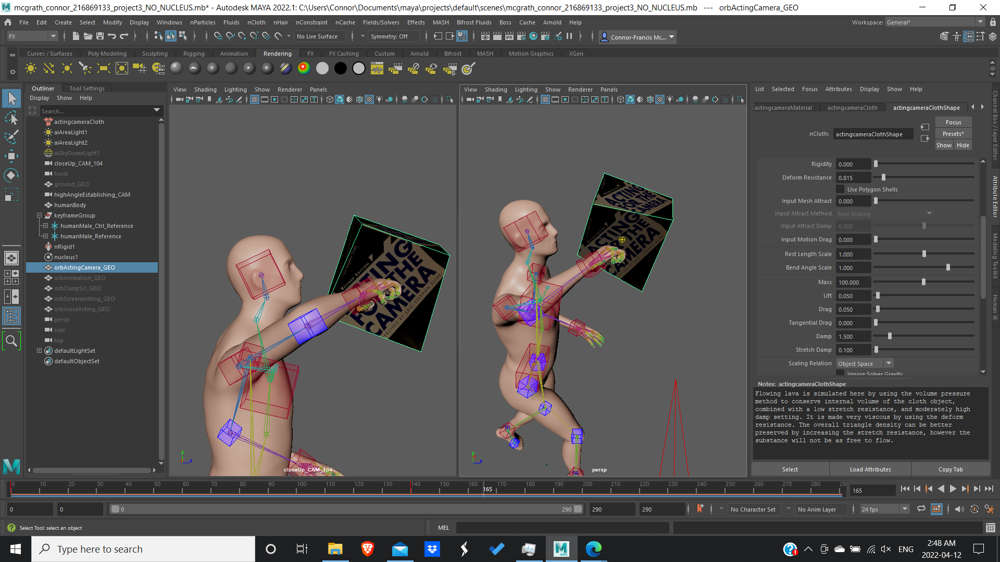 mcgrath_connor_216869133_project3_NO_NUCLEUS.mb* - Autodesk MAYA 2022.1: C:\Users\Connor\Documents\maya\projects\default\scenes\mcgrath_connor_216869133_project3_NO_NUCLEUS.mb --- orbActingCamera_GEO
File Edit Create Select Modify Display Windows nParticles Fluids nCloth nHair nConstraint nCache Fields/Solvers Effects MASH Bifrost Fluids Boss Cache Arnold Help
Workspace: General*
FX
No Live Surface
Symmetry: Off
IPR
Connor-Francis Mc...
Curves / Surfaces Poly Modeling Sculpting Rigging Animation Rendering FX FX Caching Custom Arnold Bifrost MASH Motion Graphics XGen
Outliner Tool Settings
Display Show Help
Search...
actingcameraCloth
aiAreaLight1
aiAreaLight2
aiSkyDomeLight1
closeUp_CAM_104
front
ground_GEO
highAngleEstablishing_CAM
humanBody
keyframeGroup
humanMale_Ctrl_Reference
humanMale_Reference
nRigid1
nucleus1
orbActingCamera_GEO
orbAnimation_GEO
orbCompSci_GEO
orbScreenwriting_GEO
orbVoiceActing_GEO
persp
side
top
defaultLightSet
defaultObjectSet
View Shading Lighting Show Renderer Panels
REVISED EDITION
ACTING
FOR THE
CAMERA
BY ERIC STEPHAN KLINE
y
z
closeUp_CAM_104
View Shading Lighting Show Renderer Panels
ACTING
FOR THE
CAMERA
ACTING
FOR THE
CAMERA
TR
TR
y
z
persp
List Selected Focus Attributes Display Show Help
actingcameraMaterial actingcameraCloth actingcameraClothShape
nCloth: actingcameraClothShape
Focus
Presets*
Show Hide
Rigidity 0.000
Deform Resistance 0.815
Use Polygon Shells
Input Mesh Attract 0.000
Input Attract Method Non locking
Input Attract Damp 0.500
Input Motion Drag 0.000
Rest Length Scale 1.000
Bend Angle Scale 1.000
Mass 100.000
Lift 0.050
Drag 0.050
Tangential Drag 0.000
Damp 1.500
Stretch Damp 0.100
Scaling Relation Object Space
Ignore Solver Gravity
Notes: actingcameraClothShape
Flowing lava is simulated here by using the volume pressure
method to conserve internal volume of the cloth object,
combined with a low stretch resistance, and moderately high
damp setting. It is made very viscous by using the deform
resistance. The overall triangle density can be better
preserved by increasing the stretch resistance, however the
substance will not be as free to flow.
Select Load Attributes Copy Tab
Channel Box / Layer Editor
Attribute Editor
Modeling Toolkit
Human IK
0 10 20 30 40 50 60 70 80 90 100 110 120 130 140 150 160 165 170 180 190 200 210 220 230 240 250 260 270 280 29
165
0 0 0 290 290 290
No Character Set
No Anim Layer
24 fps
Select Tool: select an object
MEL
Type here to search
MAYA
ENG
2:48 AM
2022-04-12